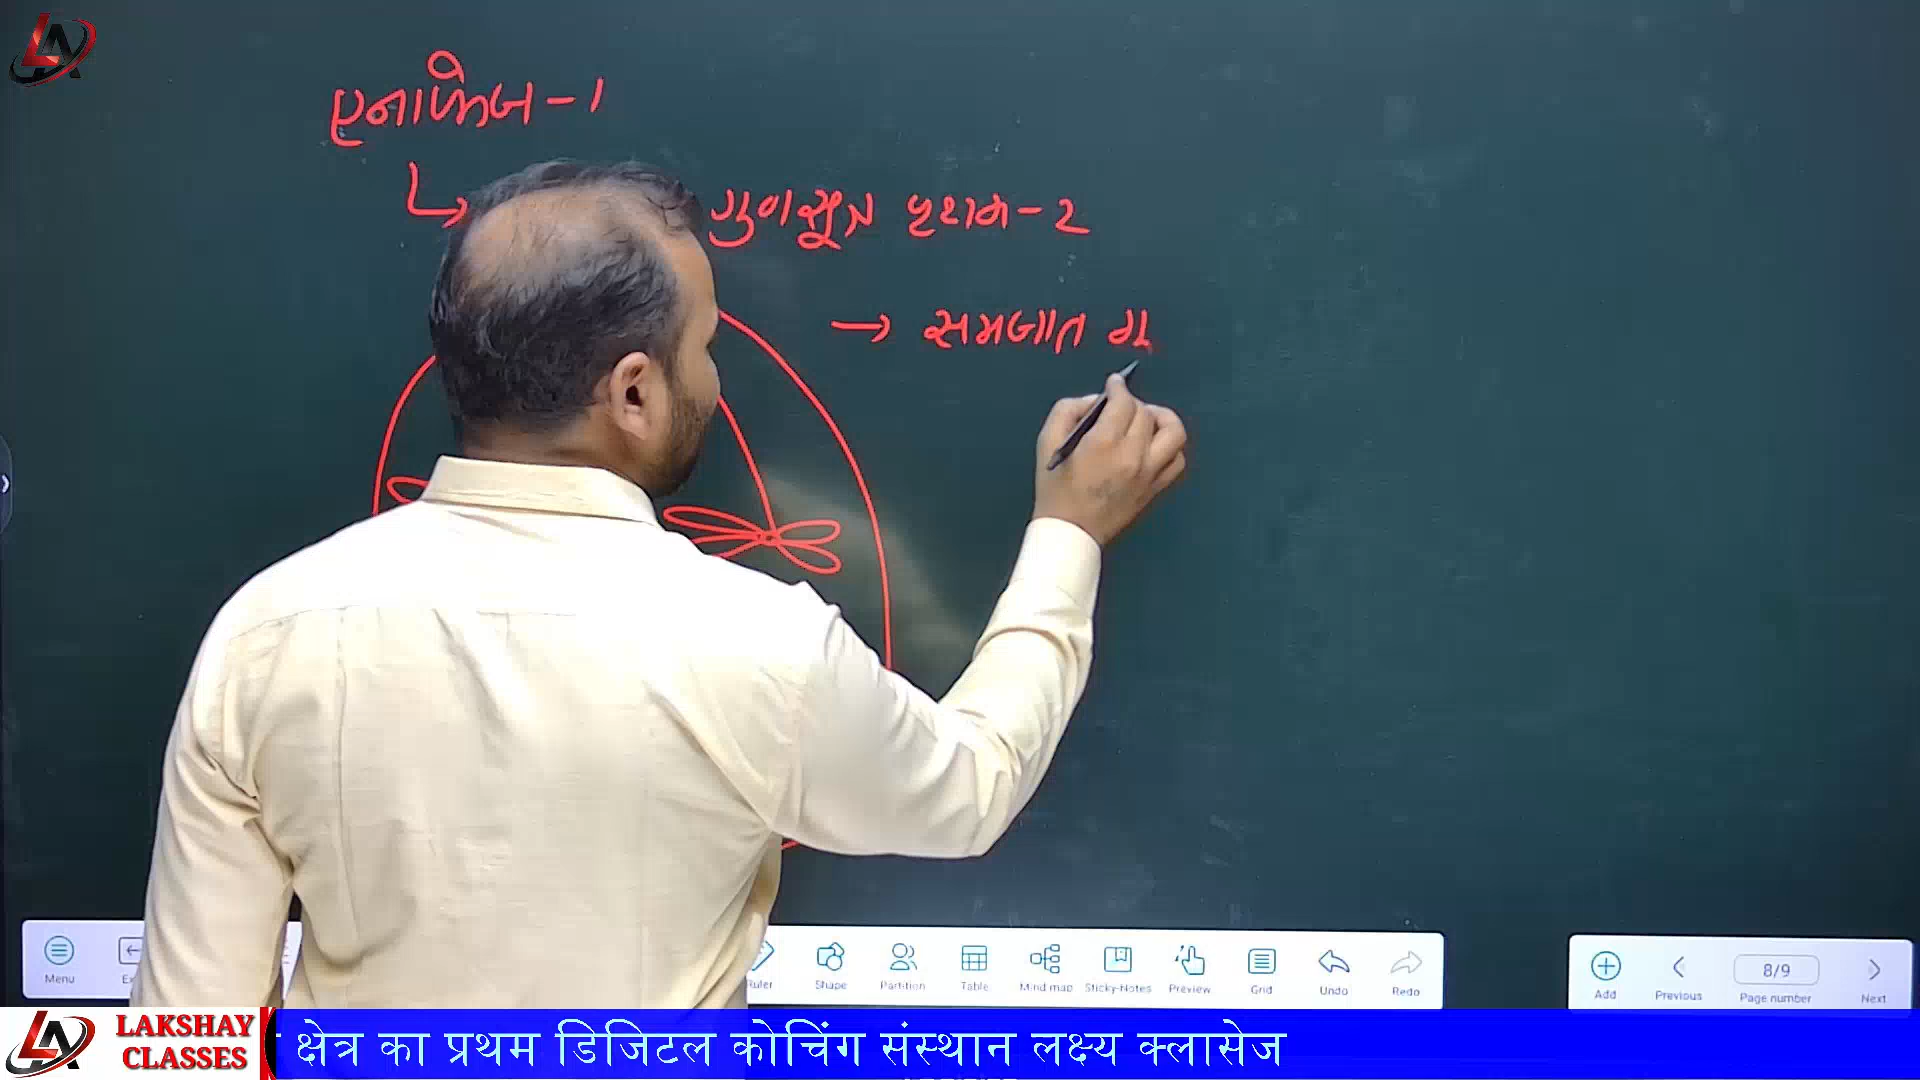 एनाफेज - 1
गुणसूत्र पृथक - 2
→ समजात गु
Menu
Shape
Partition
Table
Mind map
Sticky-Notes
Preview
Grid
Undo
Redo
Add
Previous
8/9
Page number
Next
LAKSHAY
CLASSES
क्षेत्र का प्रथम डिजिटल कोचिंग संस्थान लक्ष्य क्लासेज